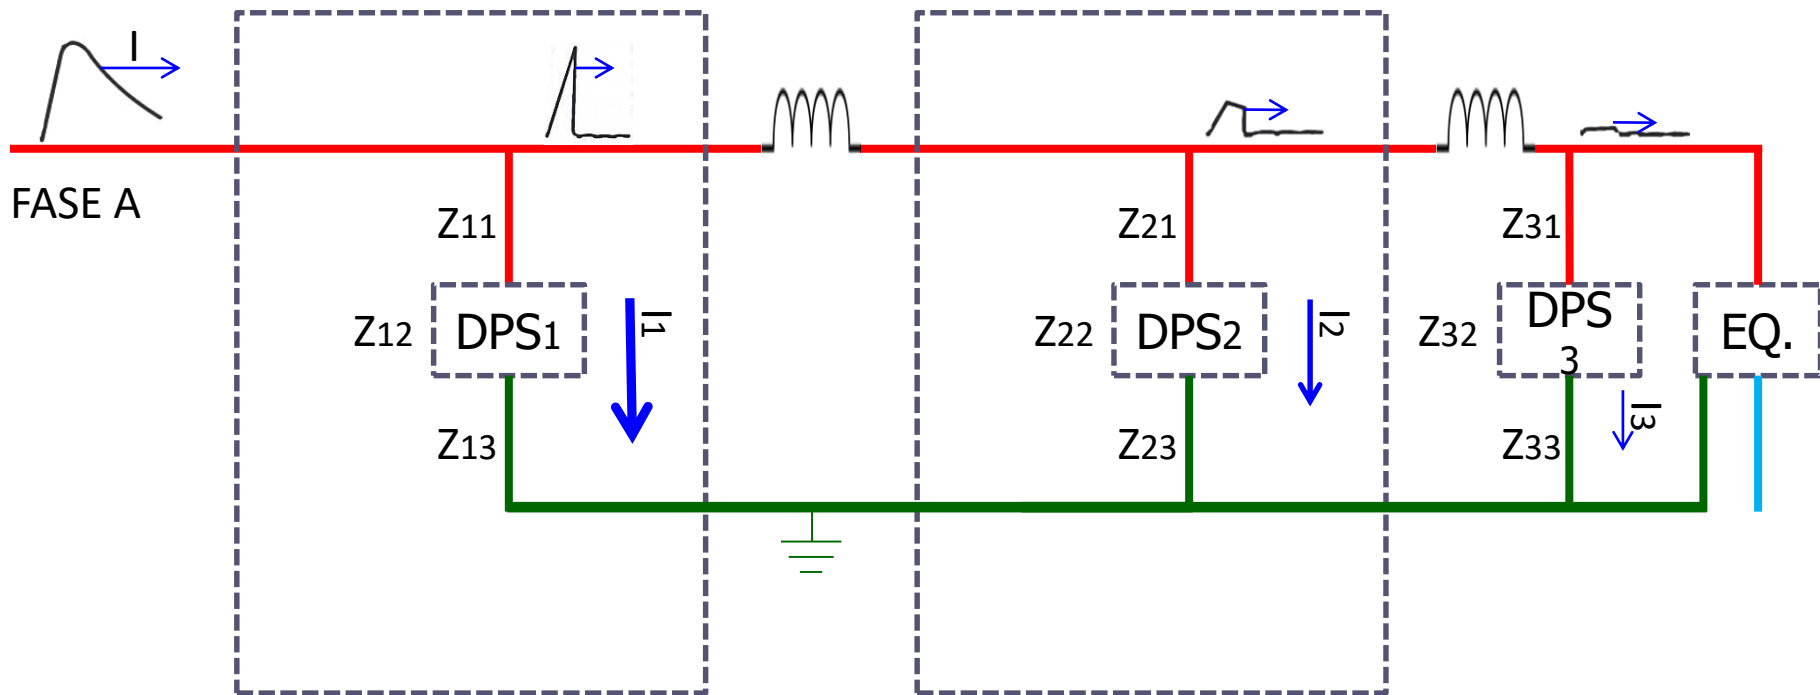 I
FASE A
Z11
Z21
Z31
Z12
DPS1
I1
Z22
DPS2
I2
Z32
DPS
3
EQ.
Z13
Z23
Z33
I3